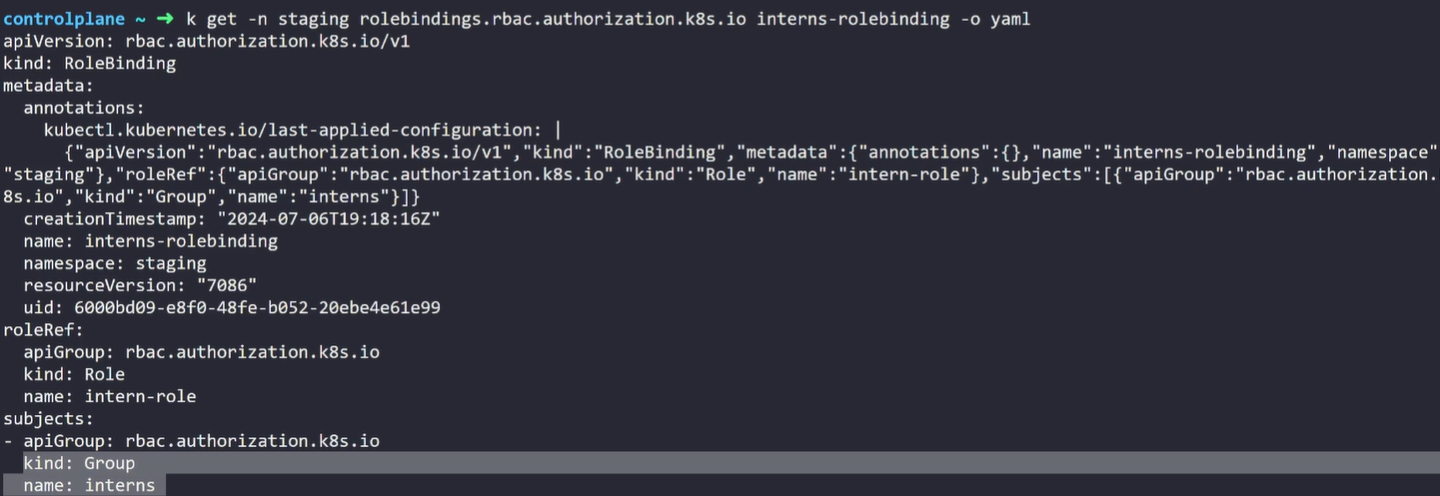 controlplane ~ ➜ k get -n staging rolebindings.rbac.authorization.k8s.io interns-rolebinding -o yaml
apiVersion: rbac.authorization.k8s.io/v1
kind: RoleBinding
metadata:
  annotations:
    kubectl.kubernetes.io/last-applied-configuration: |
      {"apiVersion":"rbac.authorization.k8s.io/v1","kind":"RoleBinding","metadata":{"annotations":{},"name":"interns-rolebinding","namespace"
"staging"},"roleRef":{"apiGroup":"rbac.authorization.k8s.io","kind":"Role","name":"intern-role"},"subjects":[{"apiGroup":"rbac.authorization.
8s.io","kind":"Group","name":"interns"}]}
  creationTimestamp: "2024-07-06T19:18:16Z"
  name: interns-rolebinding
  namespace: staging
  resourceVersion: "7086"
  uid: 6000bd09-e8f0-48fe-b052-20ebe4e61e99
roleRef:
  apiGroup: rbac.authorization.k8s.io
  kind: Role
  name: intern-role
subjects:
- apiGroup: rbac.authorization.k8s.io
  kind: Group
  name: interns